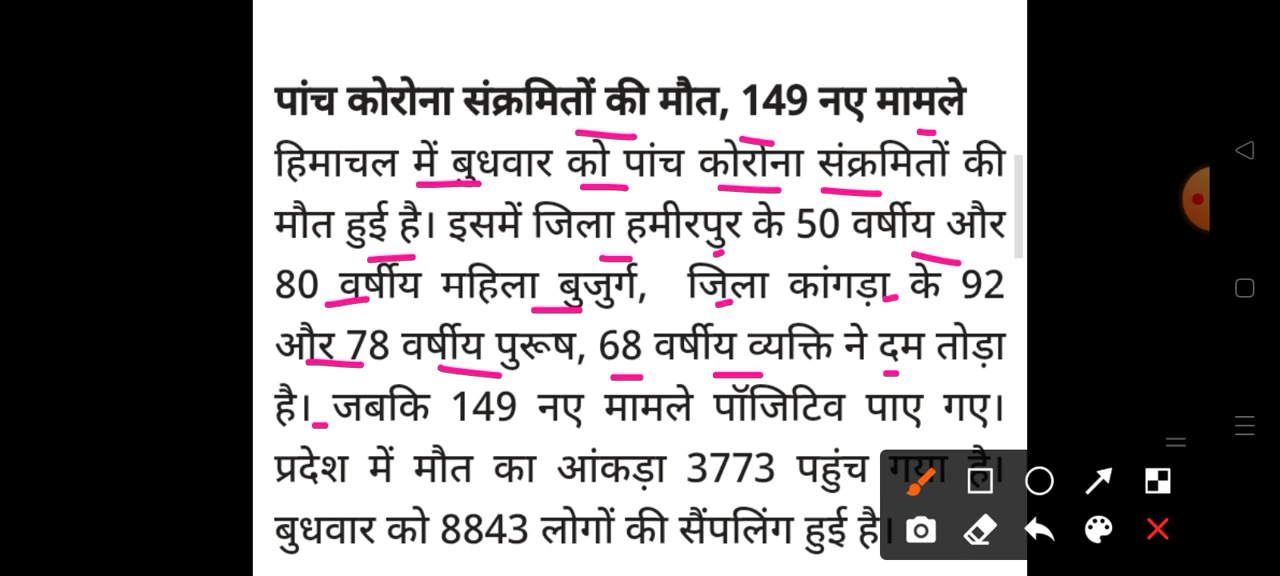 पांच कोरोना संक्रमितों की मौत, 149 नए मामले
हिमाचल में बुधवार को पांच कोरोना संक्रमितों की
मौत हुई है। इसमें जिला हमीरपुर के 50 वर्षीय और
80 वर्षीय महिला बुजुर्ग, जिला कांगड़ा के 92
और 78 वर्षीय पुरूष, 68 वर्षीय व्यक्ति ने दम तोड़ा
है। जबकि 149 नए मामले पॉजिटिव पाए गए।
प्रदेश में मौत का आंकड़ा 3773 पहुंच गया है।
बुधवार को 8843 लोगों की सैंपलिंग हुई है।